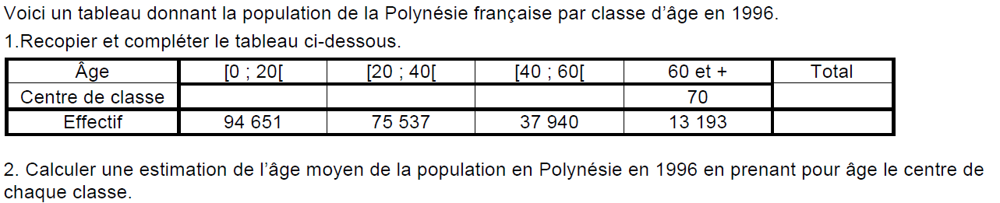 Voici un tableau donnant la population de la Polynésie française par classe d’âge en 1996.
1.Recopier et compléter le tableau ci-dessous.
Âge [0 ; 20[ [20 ; 40[ [40 ; 60[ 60 et + Total
Centre de classe 70
Effectif 94 651 75 537 37 940 13 193
2. Calculer une estimation de l’âge moyen de la population en Polynésie en 1996 en prenant pour âge le centre de
chaque classe.